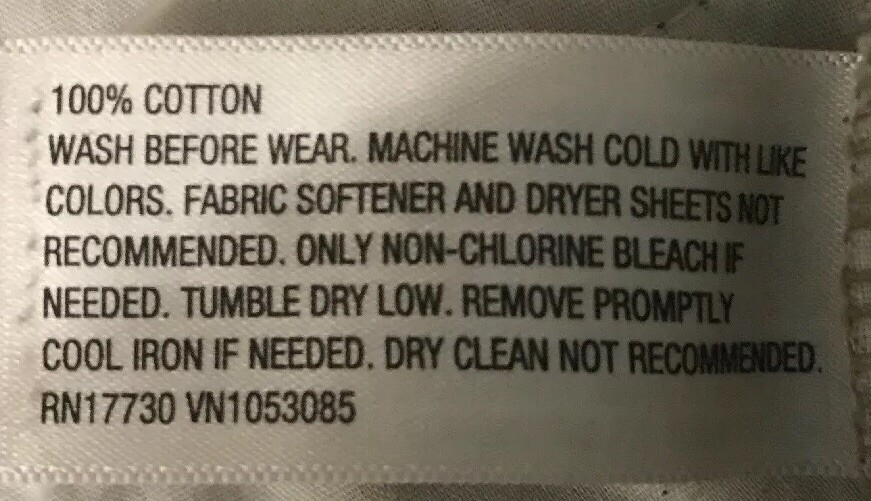 100% COTTON
WASH BEFORE WEAR. MACHINE WASH COLD WITH LIKE
COLORS. FABRIC SOFTENER AND DRYER SHEETS NOT
RECOMMENDED. ONLY NON-CHLORINE BLEACH IF
NEEDED. TUMBLE DRY LOW. REMOVE PROMPTLY
COOL IRON IF NEEDED. DRY CLEAN NOT RECOMMENDED.
RN17730 VN1053085